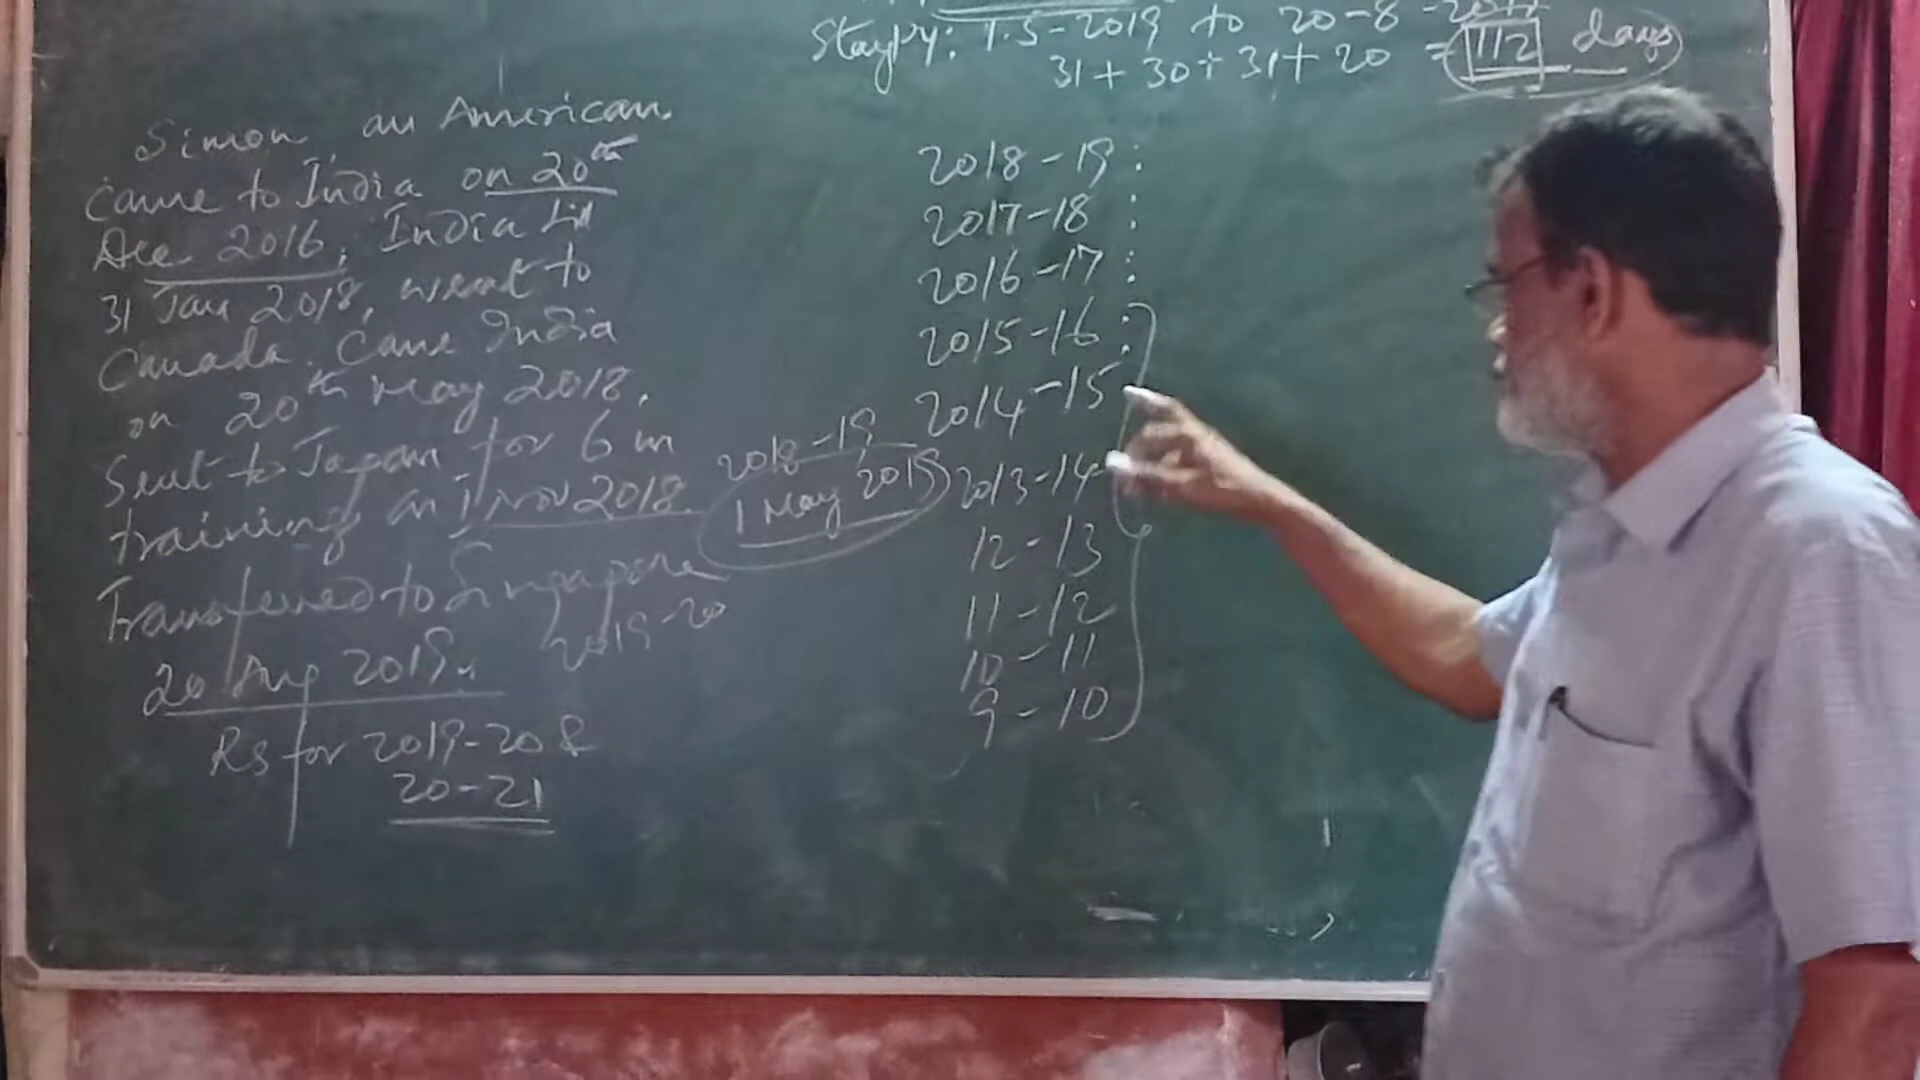 Stay PY: 1.5-2019 to 20-8-2019
31 + 30 + 31 + 20 = 112 days
Simon an American
came to India on 20th
Dec 2016, India till
31 Jan 2018, went to
Canada. Came India
on 20th May 2018.
Sent to Japan for 6 m
training on 1 Nov 2018.
Transferred to Singapore
20 Aug 2019.
Rs for 2019-20 &
20-21
2018-19
1 May 2019
2019-20
2018-19:
2017-18:
2016-17:
2015-16:
2014-15
2013-14
12-13
11-12
10-11
9-10